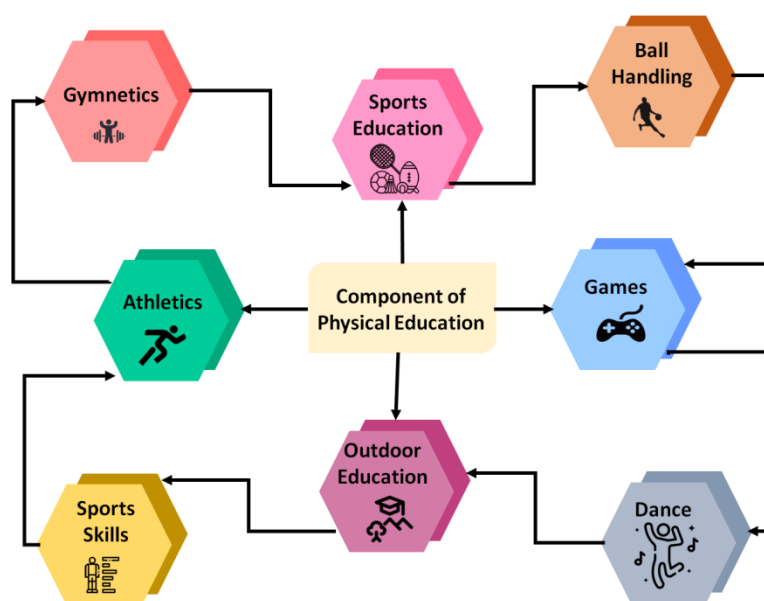 Gymnetics
Sports
Education
Ball
Handling
Athletics
Component of
Physical Education
Games
Sports
Skills
Outdoor
Education
Dance